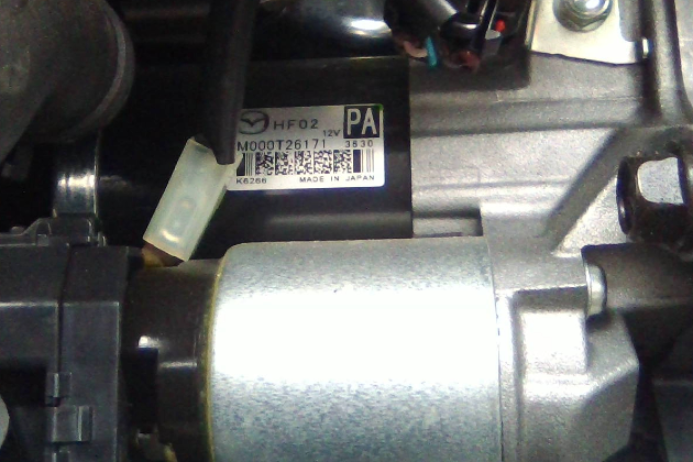 HF02
12V
PA
M000T26171
3530
K6266
MADE IN JAPAN